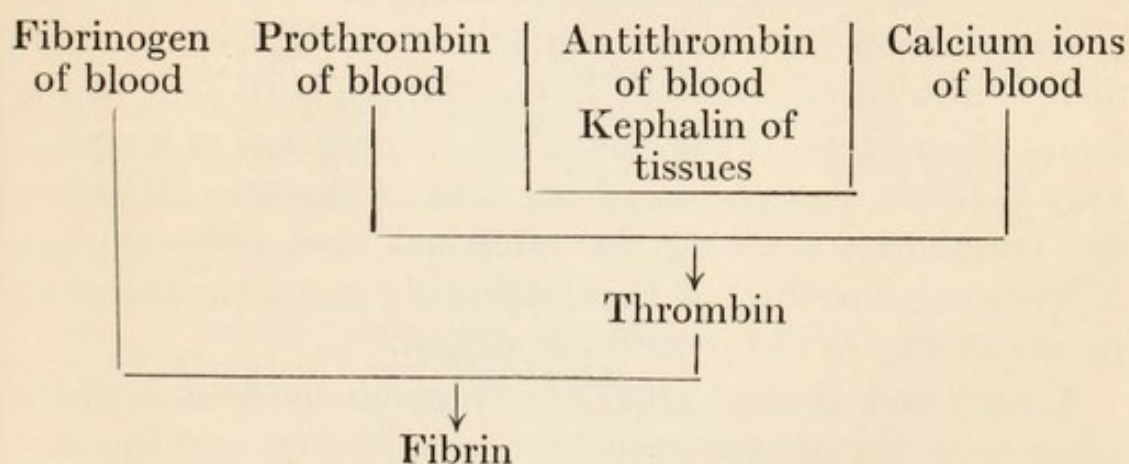 Fibrinogen Prothrombin Antithrombin Calcium ions
of blood of blood of blood of blood
Kephalin of
tissues
Thrombin
Fibrin